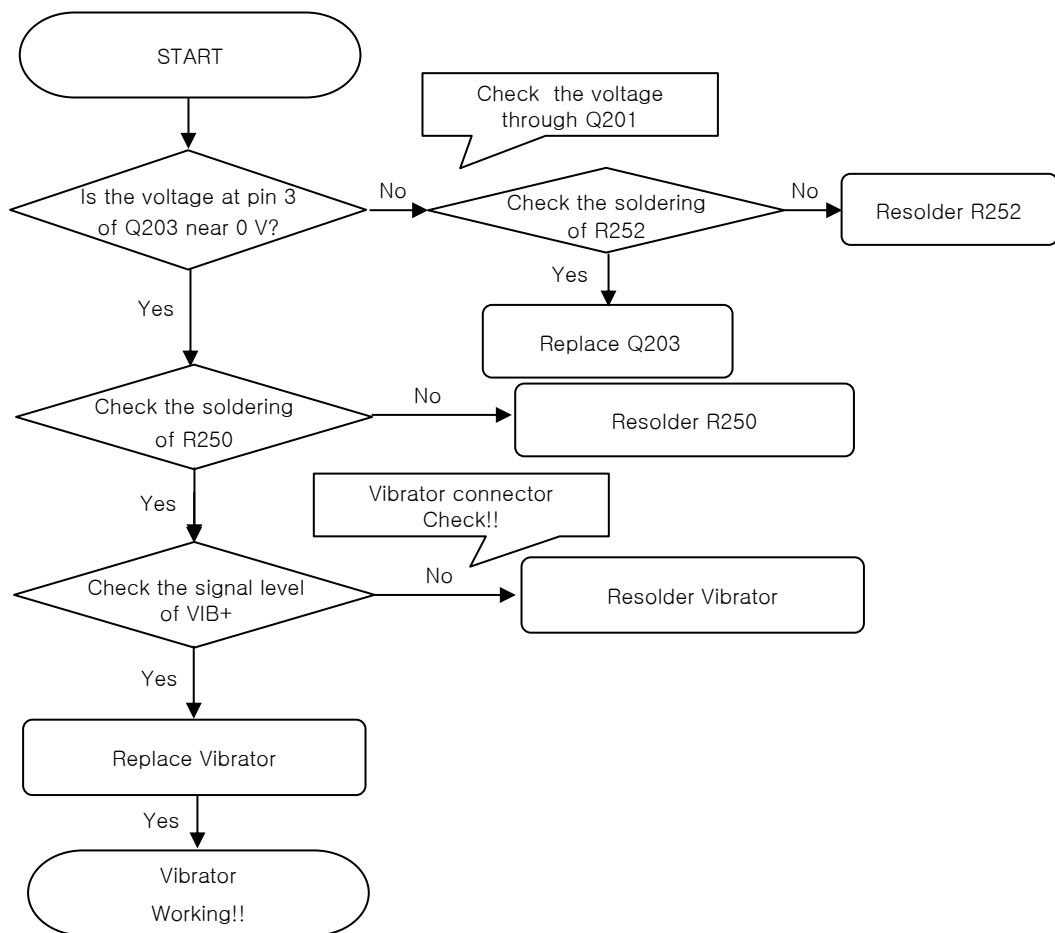 START
Check the voltage
through Q201
Is the voltage at pin 3
of Q203 near 0 V?
No
Check the soldering
of R252
No
Resolder R252
Yes
Yes
Replace Q203
Check the soldering
of R250
No
Resolder R250
Yes
Vibrator connector
Check!!
Check the signal level
of VIB+
No
Resolder Vibrator
Yes
Replace Vibrator
Yes
Vibrator
Working!!